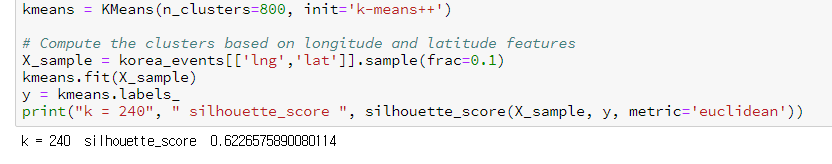 kmeans = KMeans(n_clusters=800, init='k-means++')
# Compute the clusters based on longitude and latitude features
X_sample = korea_events[['lng','lat']].sample(frac=0.1)
kmeans.fit(X_sample)
y = kmeans.labels_
print("k = 240", " silhouette_score ", silhouette_score(X_sample, y, metric='euclidean'))
k = 240  silhouette_score  0.6226575890080114